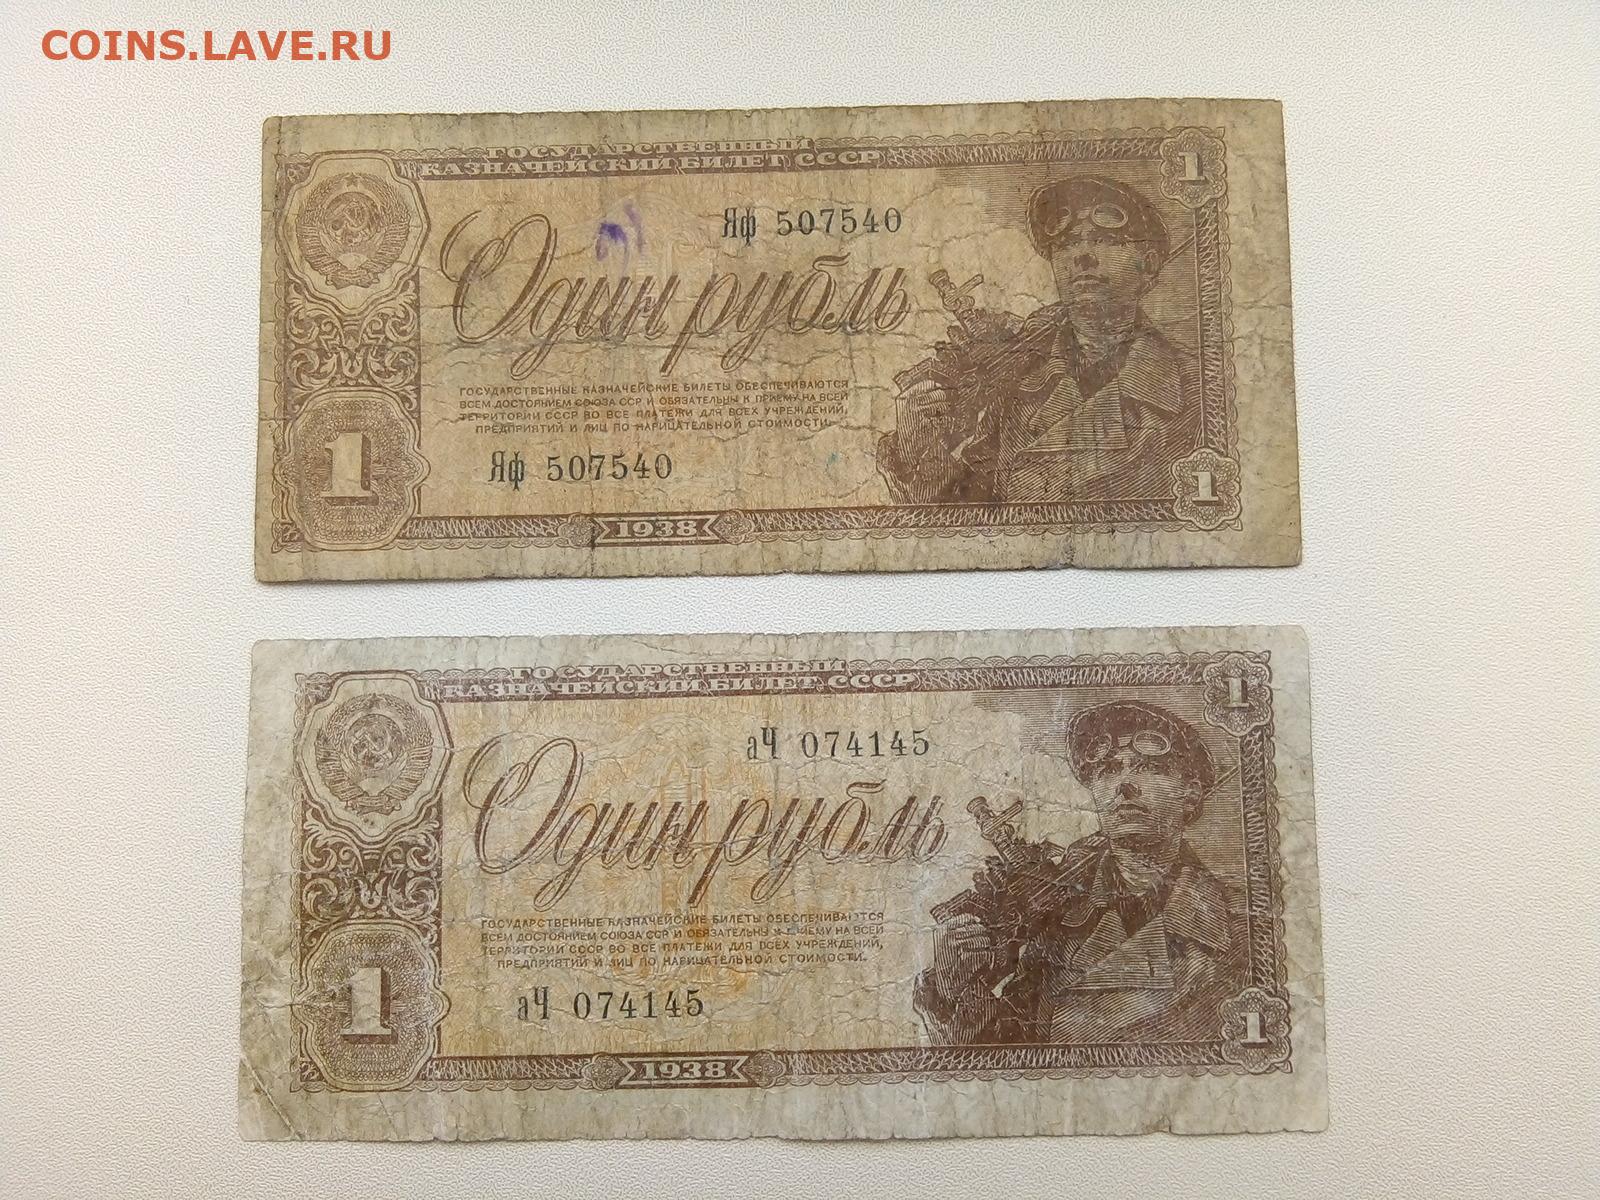 COINS.LAVE.RU
ГОСУДАРСТВЕННЫЙ
КАЗНАЧЕЙСКИЙ БИЛЕТ СССР
1
Яф 507540
Один рубль
ГОСУДАРСТВЕННЫЕ КАЗНАЧЕЙСКИЕ БИЛЕТЫ ОБЕСПЕЧИВАЮТСЯ
ВСЕМ ДОСТОЯНИЕМ СОЮЗА ССР И ОБЯЗАТЕЛЬНЫ К ПРИЕМУ НА ВСЕЙ
ТЕРРИТОРИИ СССР ВО ВСЕ ПЛАТЕЖИ ДЛЯ ВСЕХ УЧРЕЖДЕНИЙ,
ПРЕДПРИЯТИЙ И ЛИЦ ПО НАРИЦАТЕЛЬНОЙ СТОИМОСТИ.
1
Яф 507540
1
1938
ГОСУДАРСТВЕННЫЙ
КАЗНАЧЕЙСКИЙ БИЛЕТ СССР
1
аЧ 074145
Один рубль
ГОСУДАРСТВЕННЫЕ КАЗНАЧЕЙСКИЕ БИЛЕТЫ ОБЕСПЕЧИВАЮТСЯ
ВСЕМ ДОСТОЯНИЕМ СОЮЗА ССР И ОБЯЗАТЕЛЬНЫ К ПРИЕМУ НА ВСЕЙ
ТЕРРИТОРИИ СССР ВО ВСЕ ПЛАТЕЖИ ДЛЯ ВСЕХ УЧРЕЖДЕНИЙ,
ПРЕДПРИЯТИЙ И ЛИЦ ПО НАРИЦАТЕЛЬНОЙ СТОИМОСТИ.
1
аЧ 074145
1
1938